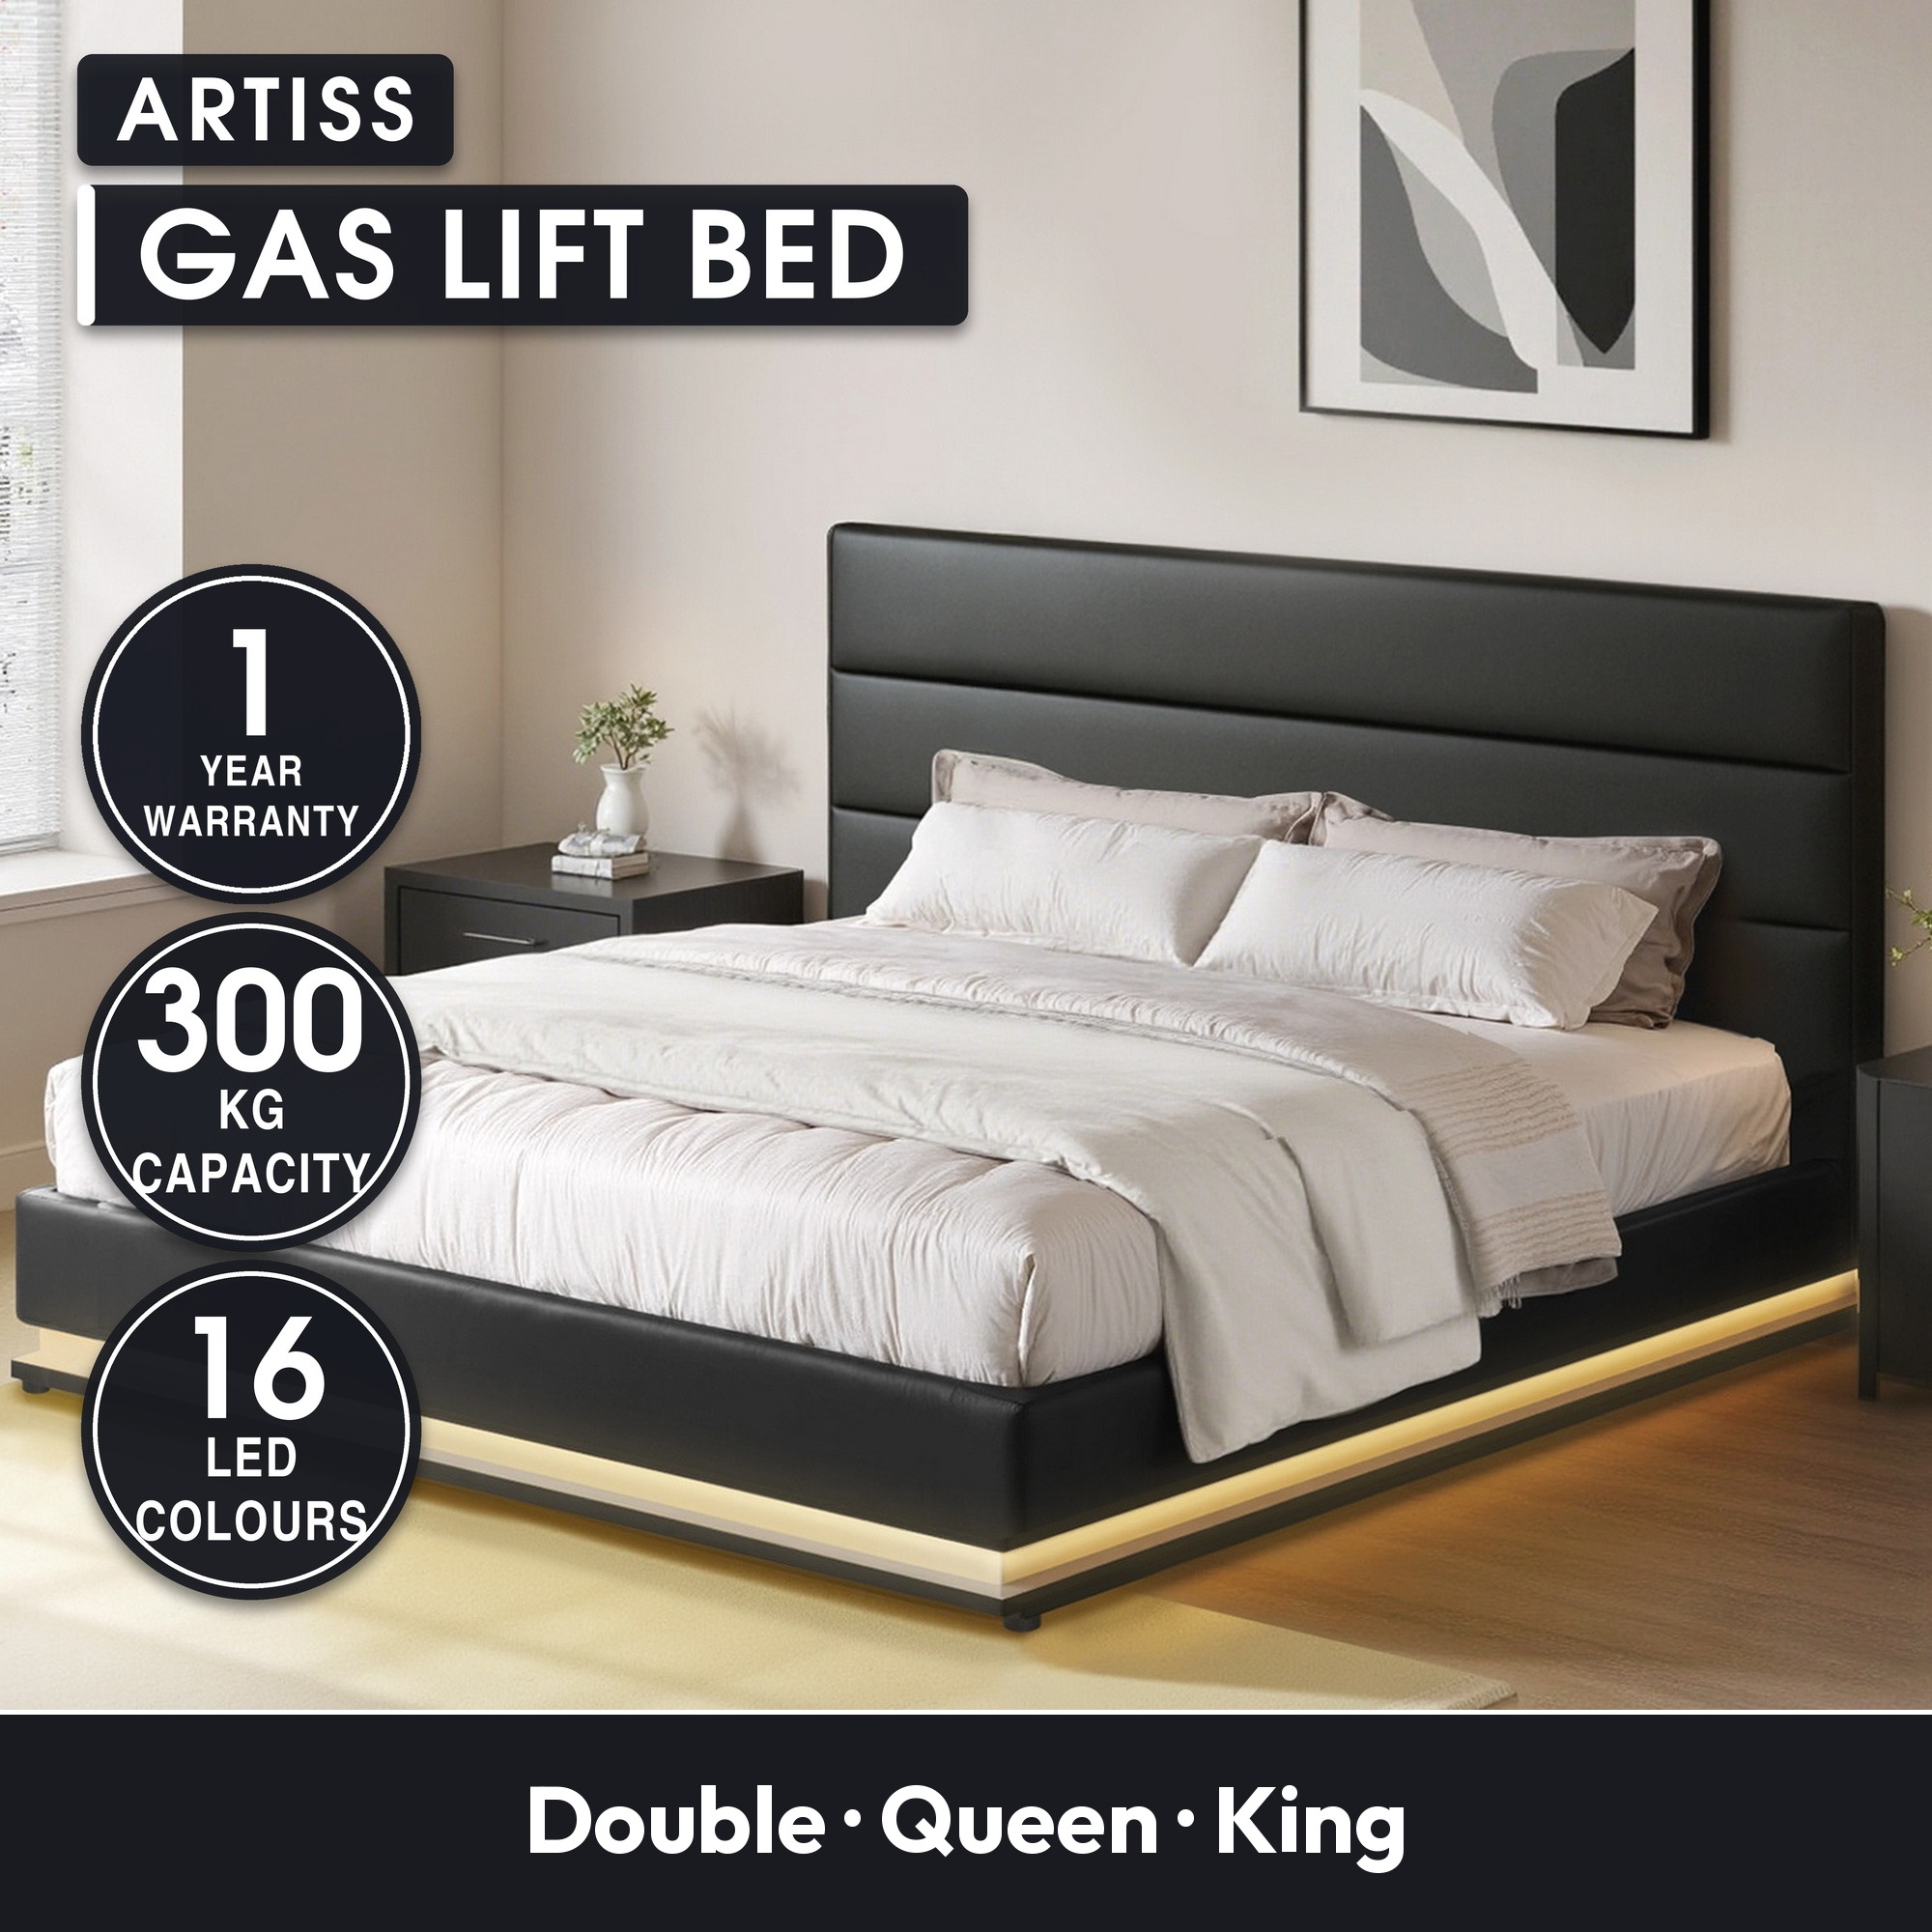 ARTISS
GAS LIFT BED
1
YEAR
WARRANTY
300
KG
CAPACITY
16
LED
COLOURS
Double • Queen • King